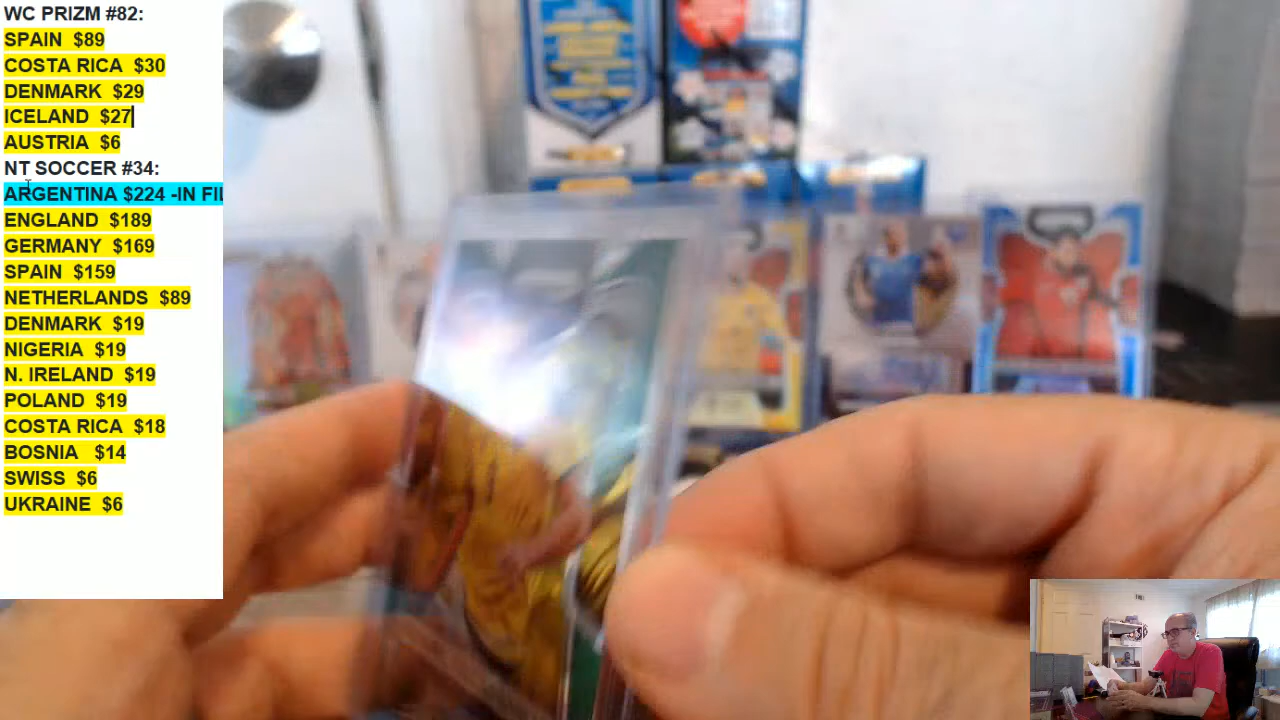 WC PRIZM #82:
SPAIN $89
COSTA RICA $30
DENMARK $29
ICELAND $27
AUSTRIA $6
NT SOCCER #34:
ARGENTINA $224 -IN FIL
ENGLAND $189
GERMANY $169
SPAIN $159
NETHERLANDS $89
DENMARK $19
NIGERIA $19
N. IRELAND $19
POLAND $19
COSTA RICA $18
BOSNIA $14
SWISS $6
UKRAINE $6